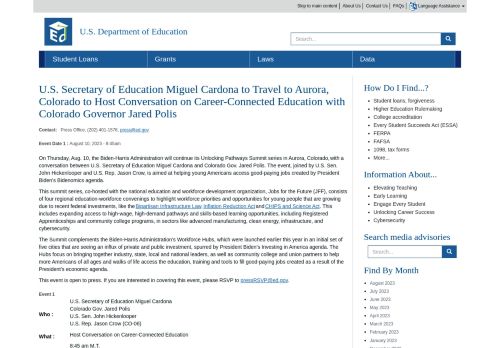 Skip to main content | About Us | Contact Us | FAQs | Language Assistance
U.S. Department of Education
Search...
Student Loans
Grants
Laws
Data
U.S. Secretary of Education Miguel Cardona to Travel to Aurora,
Colorado to Host Conversation on Career-Connected Education with
Colorado Governor Jared Polis
Contact: Press Office, (202) 401-1576, press@ed.gov
Event Date 1 : August 10, 2023 - 8:45am
On Thursday, Aug. 10, the Biden-Harris Administration will continue its Unlocking Pathways Summit series in Aurora, Colorado, with a
conversation between U.S. Secretary of Education Miguel Cardona and Colorado Gov. Jared Polis. The event, joined by U.S. Sen.
John Hickenlooper and U.S. Rep. Jason Crow, is aimed at helping young Americans access good-paying jobs created by President
Biden's Bideonomics agenda.
This summit series, co-hosted with the national education and workforce development organization, Jobs for the Future (JFF), consists
of four regional education-workforce convenings to highlight workforce priorities and opportunities for young people that are growing
due to recent federal investments, like the Bipartisan Infrastructure Law, Inflation Reduction Act and CHIPS and Science Act. This
includes expanding access to high-wage, high-demand pathways and skills-based learning opportunities, including Registered
Apprenticeships and community college programs, in sectors like advanced manufacturing, clean energy, infrastructure, and
cybersecurity.
The Summit complements the Biden-Harris Administration's Workforce Hubs, which were launched earlier this year in an initial set of
five cities that are seeing an influx of private and public investment, spurred by President Biden's Investing in America agenda. The
Hubs focus on bringing together industry, state, local and national leaders, as well as community college and union partners to help
more Americans of all ages and walks of life access the education, training and tools to fill good-paying jobs created as a result of the
President's economic agenda.
This event is open to press. If you are interested in covering this event, please RSVP to pressRSVP@ed.gov.
Event 1
Who :
U.S. Secretary of Education Miguel Cardona
Colorado Gov. Jared Polis
U.S. Sen. John Hickenlooper
U.S. Rep. Jason Crow (CO-06)
What :
Host Conversation on Career-Connected Education
8:45 am M.T.
How Do I Find...?
Student loans, forgiveness
Higher Education Rulemaking
College accreditation
Every Student Succeeds Act (ESSA)
FERPA
FAFSA
1098, tax forms
More...
Information About...
Elevating Teaching
Early Learning
Engage Every Student
Unlocking Career Success
Cybersecurity
Search media advisories
Search...
Find By Month
August 2023
July 2023
June 2023
May 2023
April 2023
March 2023
February 2023
January 2023